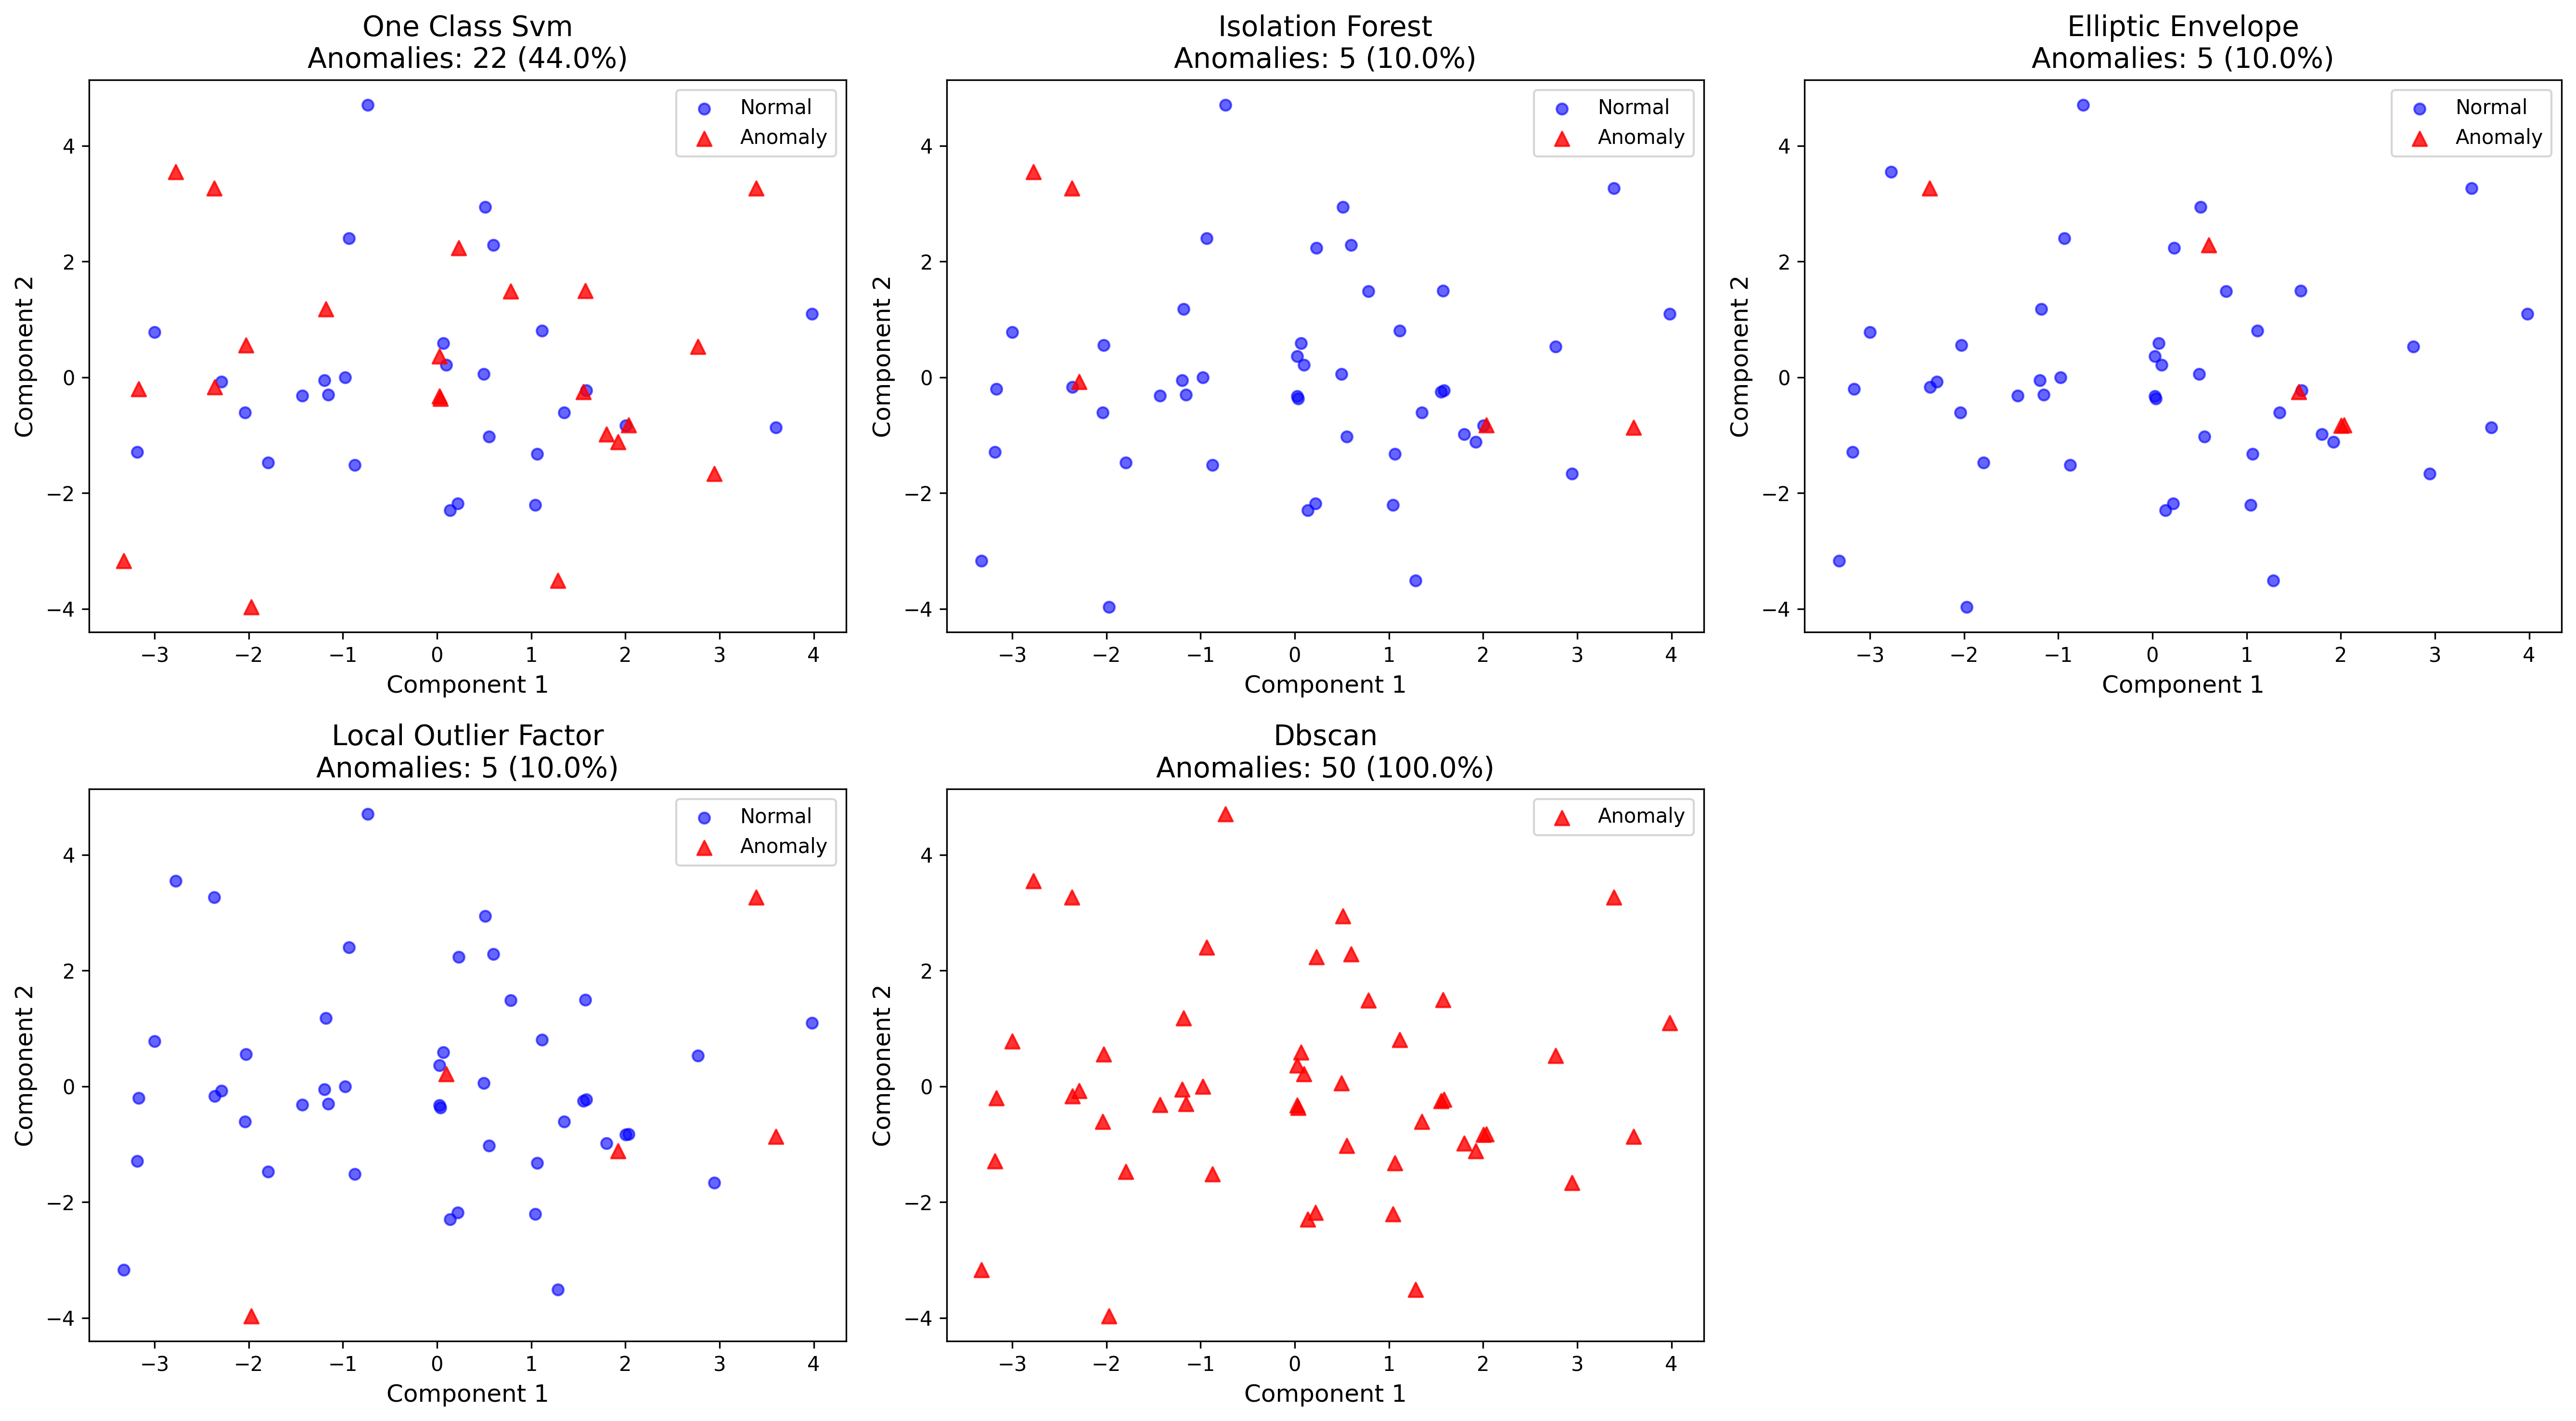 One Class Svm
Anomalies: 22 (44.0%)
Normal
Anomaly
4
2
0
−2
−4
Component 2
−3 −2 −1 0 1 2 3 4
Component 1
Isolation Forest
Anomalies: 5 (10.0%)
Normal
Anomaly
4
2
0
−2
−4
Component 2
−3 −2 −1 0 1 2 3 4
Component 1
Elliptic Envelope
Anomalies: 5 (10.0%)
Normal
Anomaly
4
2
0
−2
−4
Component 2
−3 −2 −1 0 1 2 3 4
Component 1
Local Outlier Factor
Anomalies: 5 (10.0%)
Normal
Anomaly
4
2
0
−2
−4
Component 2
−3 −2 −1 0 1 2 3 4
Component 1
Dbscan
Anomalies: 50 (100.0%)
Anomaly
4
2
0
−2
−4
Component 2
−3 −2 −1 0 1 2 3 4
Component 1